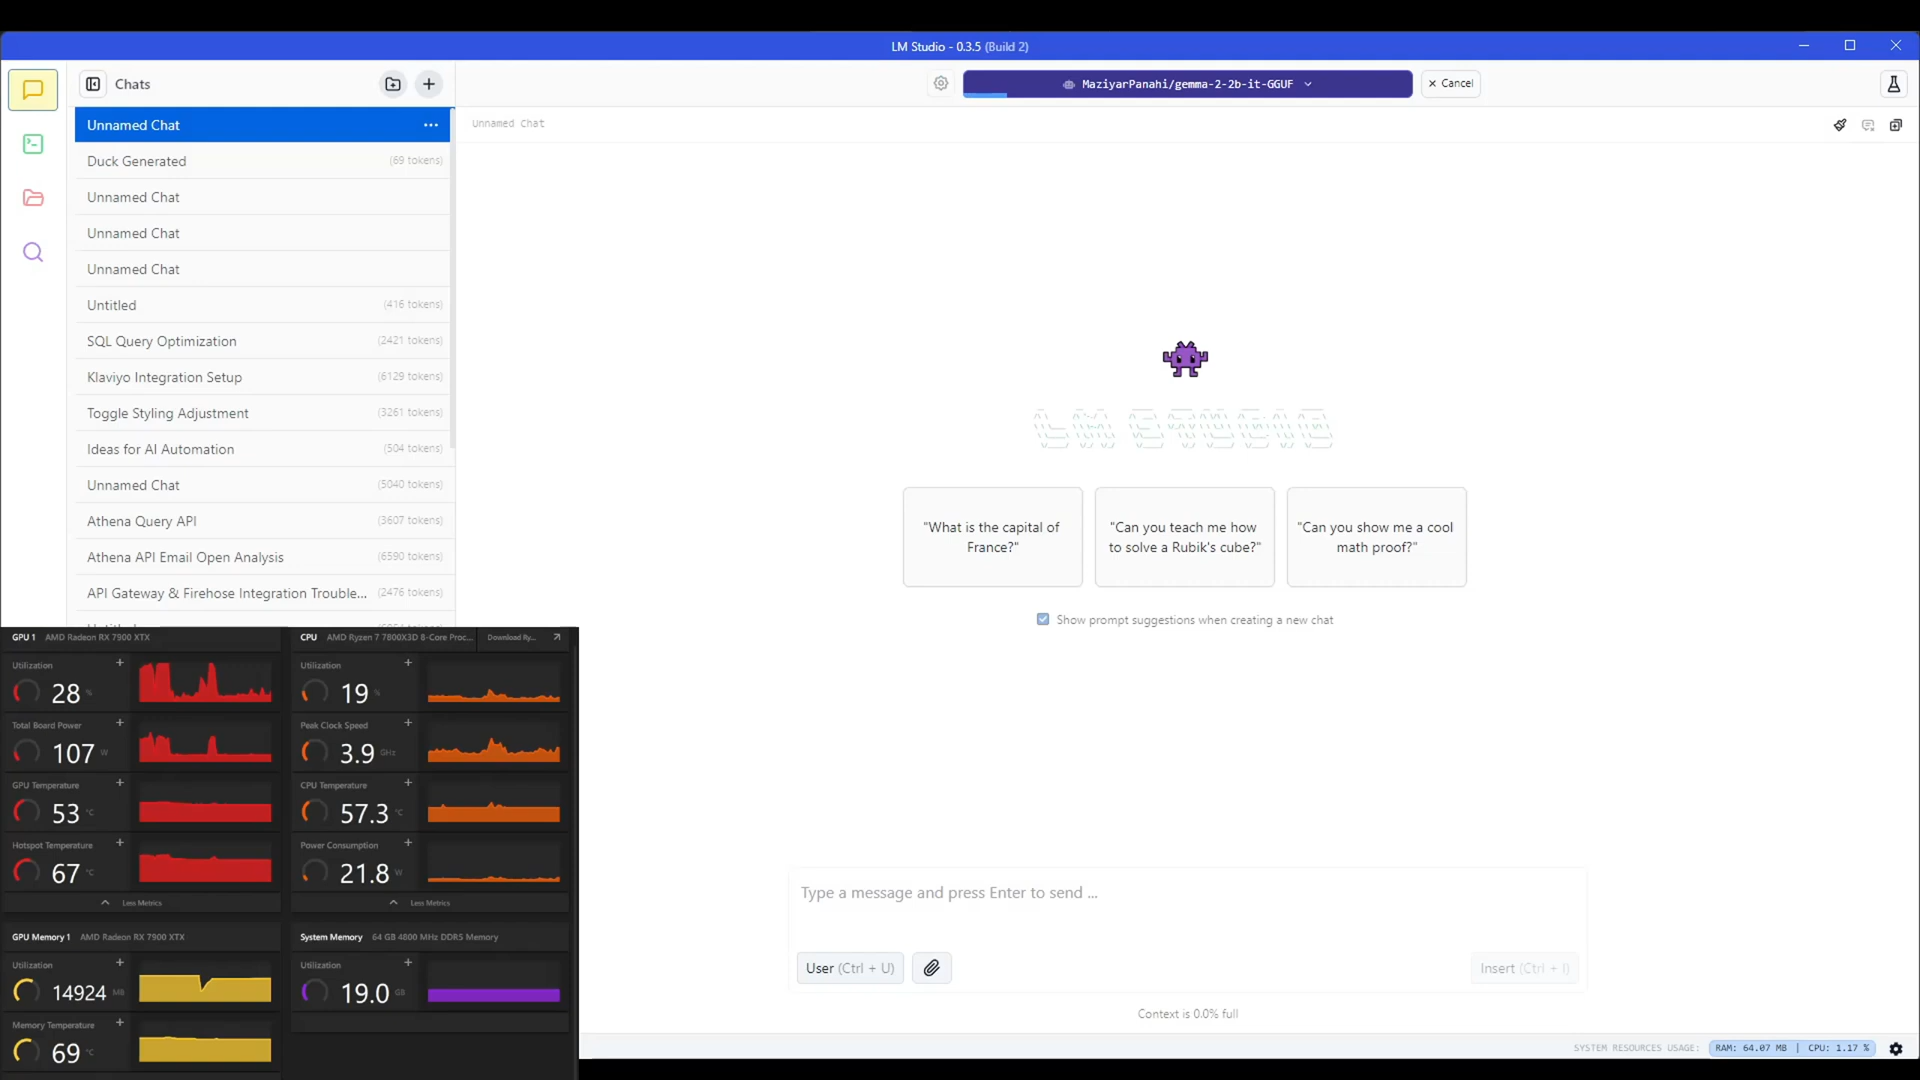 LM Studio - 0.3.5 (Build 2)
Chats
MaziyarPanahi/gemma-2-2b-it-GGUF
Cancel
Unnamed Chat
Unnamed Chat
Duck Generated (69 tokens)
Unnamed Chat
Unnamed Chat
Unnamed Chat
Untitled (416 tokens)
SQL Query Optimization (2421 tokens)
Klaviyo Integration Setup (6129 tokens)
Toggle Styling Adjustment (3261 tokens)
Ideas for AI Automation (504 tokens)
Unnamed Chat (5040 tokens)
Athena Query API (3607 tokens)
Athena API Email Open Analysis (6590 tokens)
API Gateway & Firehose Integration Trouble... (2476 tokens)
LM STUDIO
"What is the capital of
France?"
"Can you teach me how
to solve a Rubik's cube?"
"Can you show me a cool
math proof?"
Show prompt suggestions when creating a new chat
GPU 1 AMD Radeon RX 7900 XTX
Utilization
28 %
Total Board Power
107 W
GPU Temperature
53 °C
Hotspot Temperature
67 °C
Less Metrics
GPU Memory 1 AMD Radeon RX 7900 XTX
Utilization
14924 MB
Memory Temperature
69 °C
CPU AMD Ryzen 7 7800X3D 8-Core Proc... Download Ry...
Utilization
19 %
Peak Clock Speed
3.9 GHz
CPU Temperature
57.3 °C
Power Consumption
21.8 W
Less Metrics
System Memory 64 GB 4800 MHz DDR5 Memory
Utilization
19.0 GB
Type a message and press Enter to send ...
User (Ctrl + U)
Insert (Ctrl + I)
Context is 0.0% full
SYSTEM RESOURCES USAGE: RAM: 64.07 MB | CPU: 1.17 %